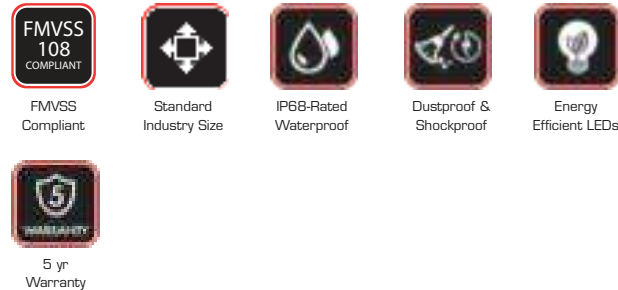 FMVSS
108
COMPLIANT
FMVSS
Compliant
Standard
Industry Size
IP68-Rated
Waterproof
Dustproof &
Shockproof
Energy
Efficient LEDs
5
WARRANTY
5 yr
Warranty